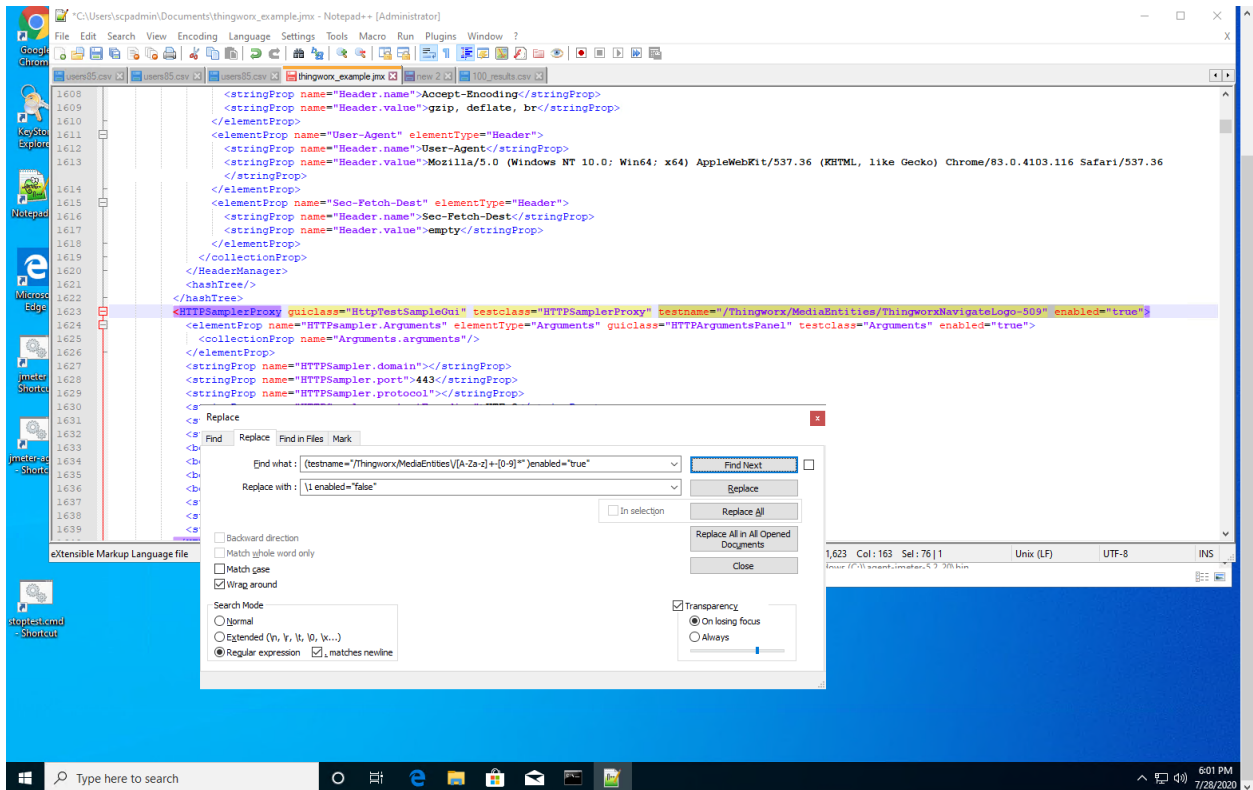 *C:\Users\scpadmin\Documents\thingworx_example.jmx - Notepad++ [Administrator]
File Edit Search View Encoding Language Settings Tools Macro Run Plugins Window ? X
users85.csv users85.csv users85.csv thingworx_example.jmx new 2 100_results.csv
1608 <stringProp name="Header.name">Accept-Encoding</stringProp>
1609 <stringProp name="Header.value">gzip, deflate, br</stringProp>
1610 </elementProp>
1611 <elementProp name="User-Agent" elementType="Header">
1612 <stringProp name="Header.name">User-Agent</stringProp>
1613 <stringProp name="Header.value">Mozilla/5.0 (Windows NT 10.0; Win64; x64) AppleWebKit/537.36 (KHTML, like Gecko) Chrome/83.0.4103.116 Safari/537.36
</stringProp>
1614 </elementProp>
1615 <elementProp name="Sec-Fetch-Dest" elementType="Header">
1616 <stringProp name="Header.name">Sec-Fetch-Dest</stringProp>
1617 <stringProp name="Header.value">empty</stringProp>
1618 </elementProp>
1619 </collectionProp>
1620 </HeaderManager>
1621 <hashTree/>
1622 </hashTree>
1623 <HTTPSamplerProxy guiclass="HttpTestSampleGui" testclass="HTTPSamplerProxy" testname="/Thingworx/MediaEntities/ThingworxNavigateLogo-509" enabled="true">
1624 <elementProp name="HTTPsampler.Arguments" elementType="Arguments" guiclass="HTTPArgumentsPanel" testclass="Arguments" enabled="true">
1625 <collectionProp name="Arguments.arguments"/>
1626 </elementProp>
1627 <stringProp name="HTTPSampler.domain"></stringProp>
1628 <stringProp name="HTTPSampler.port">443</stringProp>
1629 <stringProp name="HTTPSampler.protocol"></stringProp>
1630 <s
1631 <s
1632 <s
1633 <b
1634 <b
1635 <b
1636 <b
1637 <s
1638 <s
1639 <s
Google
Chrom
KeyStor
Explore
Notepad
Microso
Edge
jmeter
Shortcu
jmeter-ag
- Shortc
stoptest.cmd
- Shortcut
Replace
Find Replace Find in Files Mark
Find what : (testname="/Thingworx/MediaEntities\/[A-Za-z]+-[0-9]*" )enabled="true" Find Next
Replace with : \1 enabled="false" Replace
In selection Replace All
Backward direction Replace All in All Opened
Match whole word only Documents
Match case Close
Wrap around
Search Mode
Normal
Extended (\n, \r, \t, \0, \x...)
Regular expression . matches newline
Transparency
On losing focus
Always
eXtensible Markup Language file 1,623 Col : 163 Sel : 76 | 1 Unix (LF) UTF-8 INS
Type here to search
6:01 PM
7/28/2020